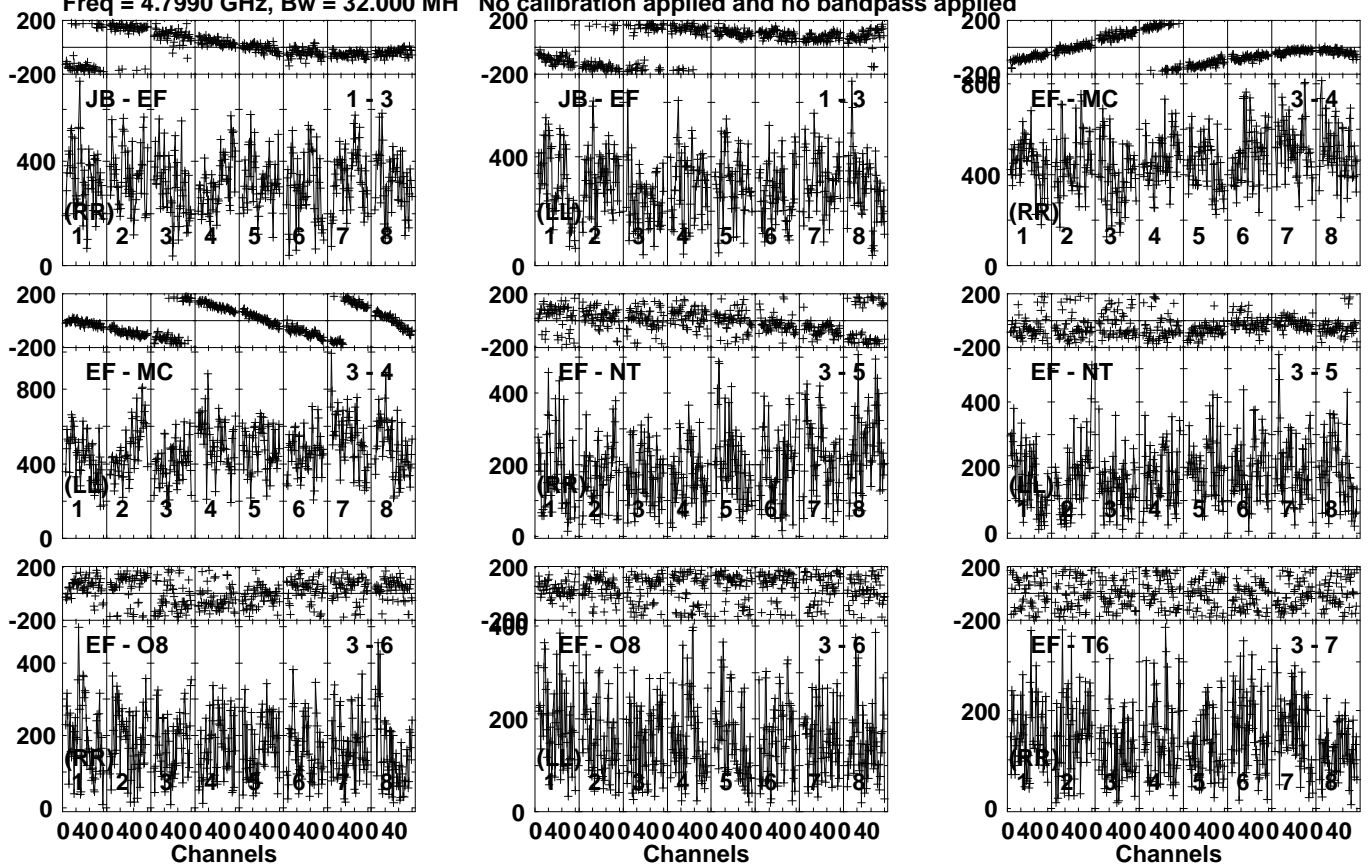 Freq = 4.7990 GHz, Bw = 32.000 MH No calibration applied and no bandpass applied
200
-200
JB - EF 1 - 3
400
(RR)
1 2 3 4 5 6 7 8
0
200
-200
JB - EF 1 - 3
400
(LL)
1 2 3 4 5 6 7 8
0
200
-200
800
EF - MC 3 - 4
400
(RR)
1 2 3 4 5 6 7 8
0
200
-200
EF - MC 3 - 4
800
400
(LL)
1 2 3 4 5 6 7 8
0
200
-200
EF - NT 3 - 5
400
200
(RR)
1 2 3 4 5 6 7 8
0
200
-200
EF - NT 3 - 5
400
200
(LL)
1 2 3 4 5 6 7 8
0
200
-200
EF - O8 3 - 6
400
200
(RR)
1 2 3 4 5 6 7 8
0
0 40 0 40 0 40 0 40 0 40 0 40 0 40 0 40
Channels
200
-200
400
EF - O8 3 - 6
200
(LL)
1 2 3 4 5 6 7 8
0
0 40 0 40 0 40 0 40 0 40 0 40 0 40 0 40
Channels
200
-200
EF - T6 3 - 7
200
(RR)
1 2 3 4 5 6 7 8
0
0 40 0 40 0 40 0 40 0 40 0 40 0 40 0 40
Channels